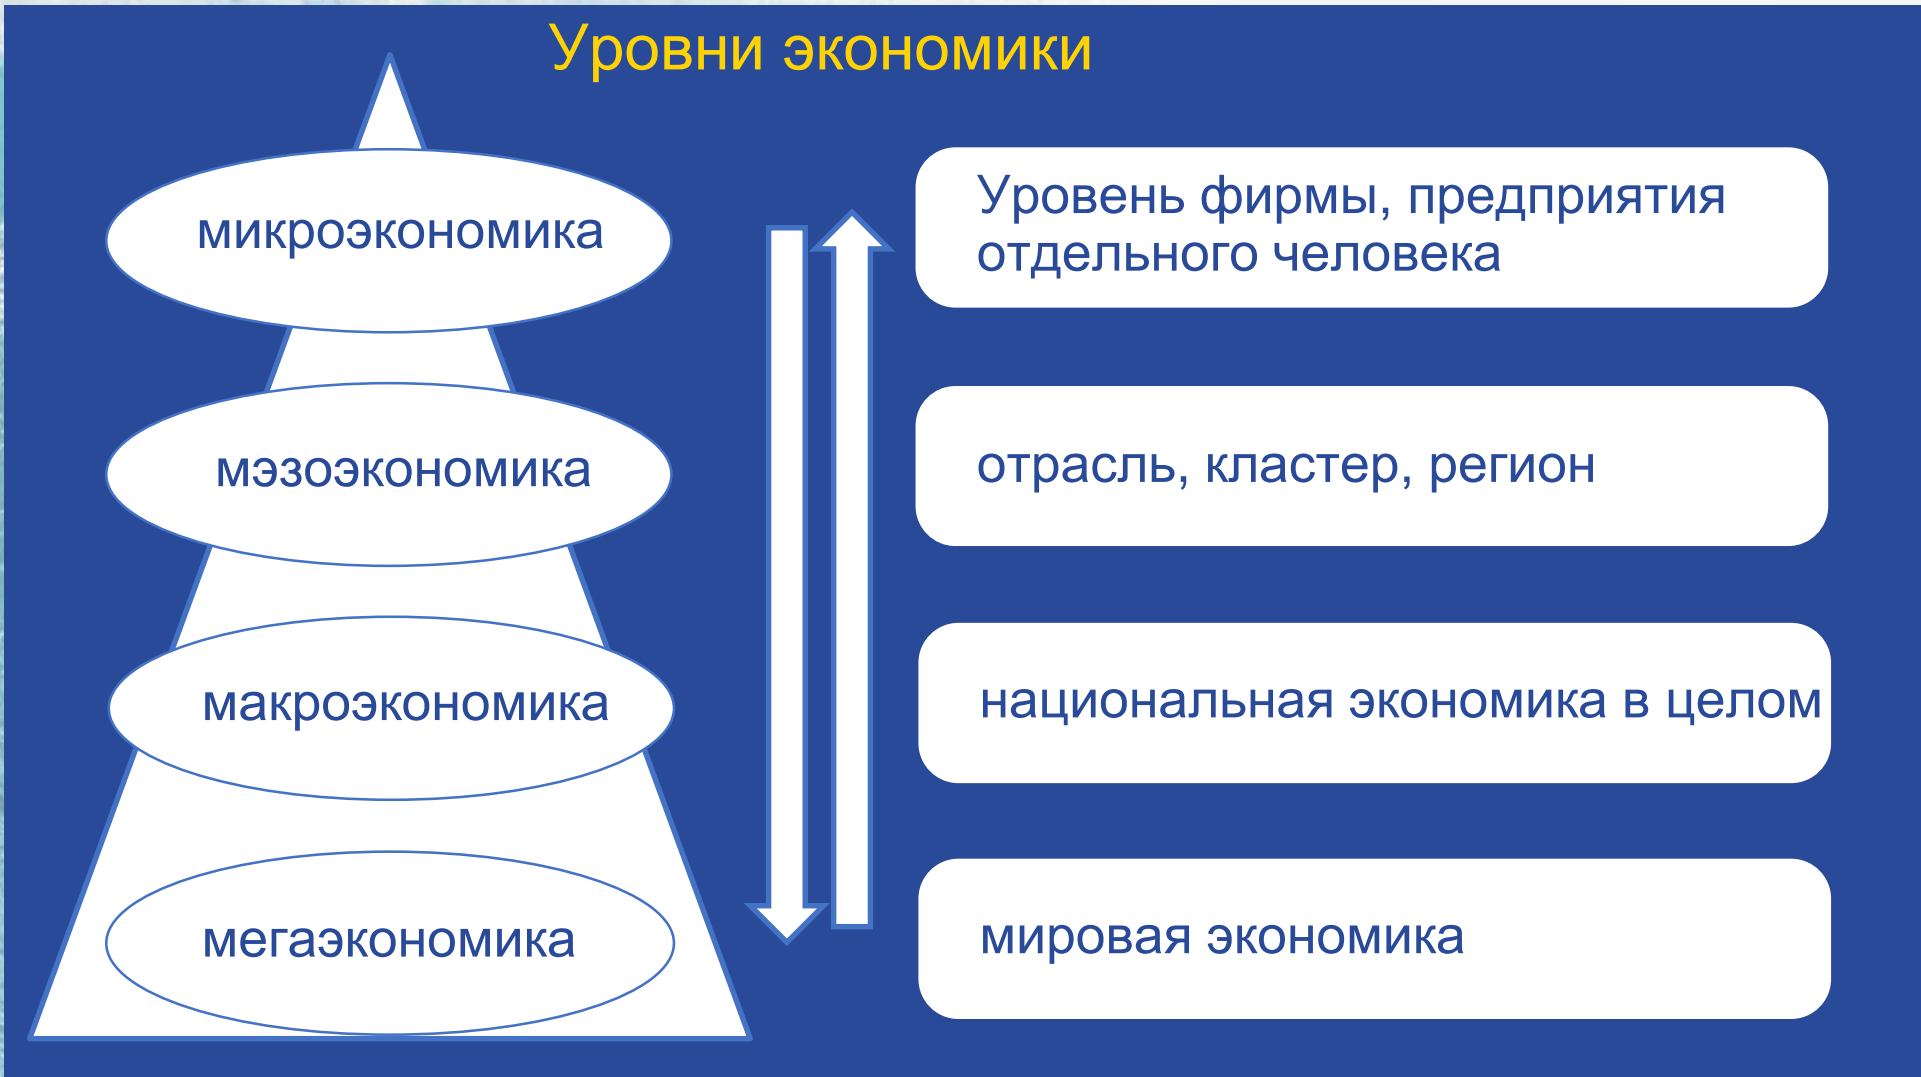 Уровни экономики
микроэкономика
Уровень фирмы, предприятия
отдельного человека
мэзоэкономика
отрасль, кластер, регион
макроэкономика
национальная экономика в целом
мегаэкономика
мировая экономика